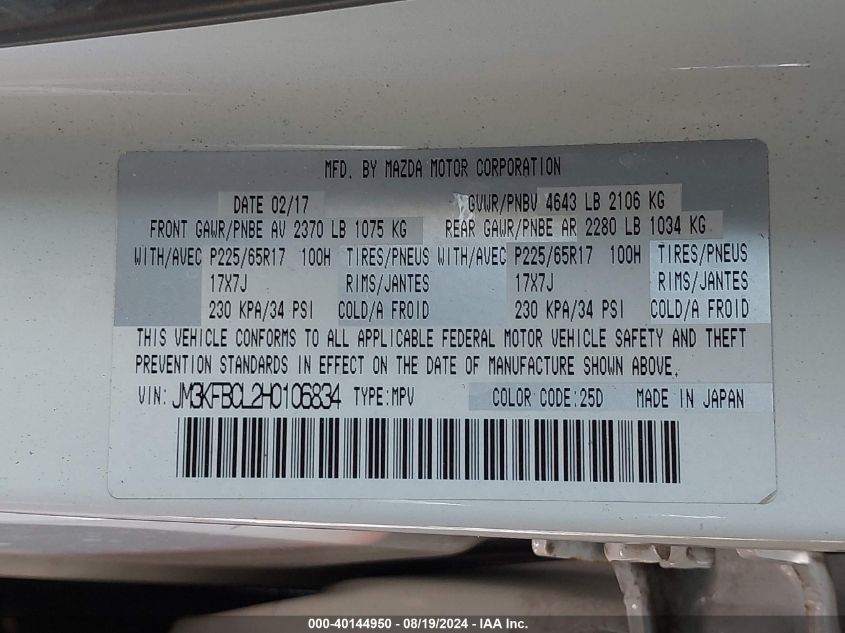 MFD. BY MAZDA MOTOR CORPORATION
DATE 02/17 GVWR/PNBV 4643 LB 2106 KG
FRONT GAWR/PNBE AV 2370 LB 1075 KG REAR GAWR/PNBE AR 2280 LB 1034 KG
WITH/AVEC P225/65R17 100H TIRES/PNEUS WITH/AVEC P225/65R17 100H TIRES/PNEUS
17X7J RIMS/JANTES 17X7J RIMS/JANTES
230 KPA/34 PSI COLD/A FROID 230 KPA/34 PSI COLD/A FROID
THIS VEHICLE CONFORMS TO ALL APPLICABLE FEDERAL MOTOR VEHICLE SAFETY AND THEFT
PREVENTION STANDARDS IN EFFECT ON THE DATE OF MANUFACTURE SHOWN ABOVE.
VIN: JM3KFBCL2H0106834 TYPE:MPV COLOR CODE:25D MADE IN JAPAN
000-40144950 - 08/19/2024 - IAA Inc.